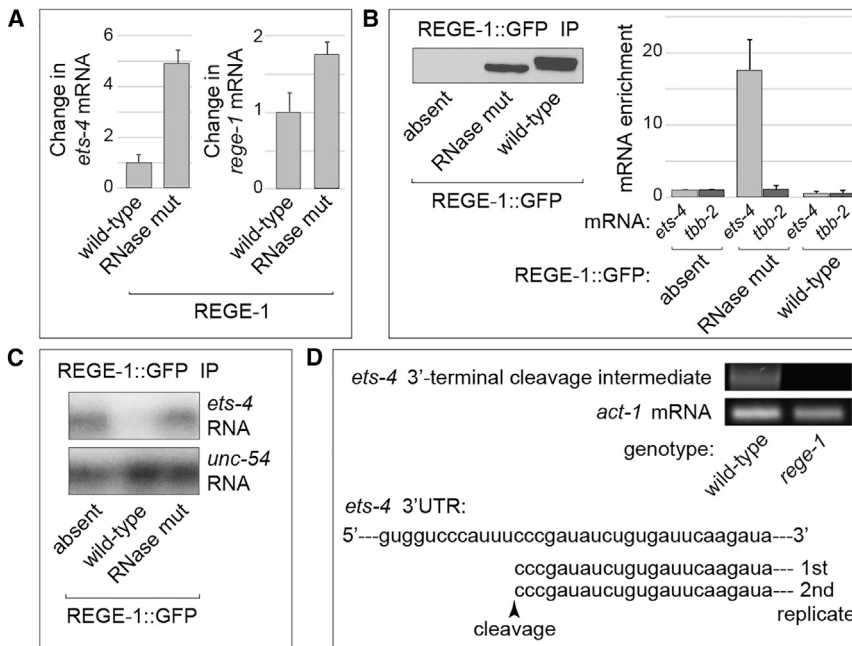 A
6
4
2
0
Change in
ets-4 mRNA
wild-type
RNase mut
2
1
0
Change in
rege-1 mRNA
wild-type
RNase mut
REGE-1
B
REGE-1::GFP IP
absent
RNase mut
wild-type
REGE-1::GFP
20
15
10
5
0
mRNA enrichment
mRNA:
ets-4
tbb-2
ets-4
tbb-2
ets-4
tbb-2
REGE-1::GFP:
absent
RNase mut
wild-type
C
REGE-1::GFP IP
ets-4
RNA
unc-54
RNA
absent
wild-type
RNase mut
REGE-1::GFP
D
ets-4 3’-terminal cleavage intermediate
act-1 mRNA
genotype:
wild-type
rege-1
ets-4 3’UTR:
5’---guggucccauuucccgauaucugugauucaagaua---3’
cccgauaucugugauucaagaua--- 1st
cccgauaucugugauucaagaua--- 2nd
replicate
cleavage